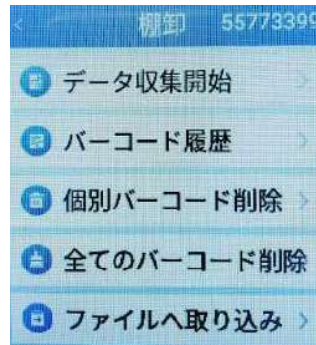 棚卸 55773399
データ収集開始
バーコード履歴
個別バーコード削除
全てのバーコード削除
ファイルへ取り込み